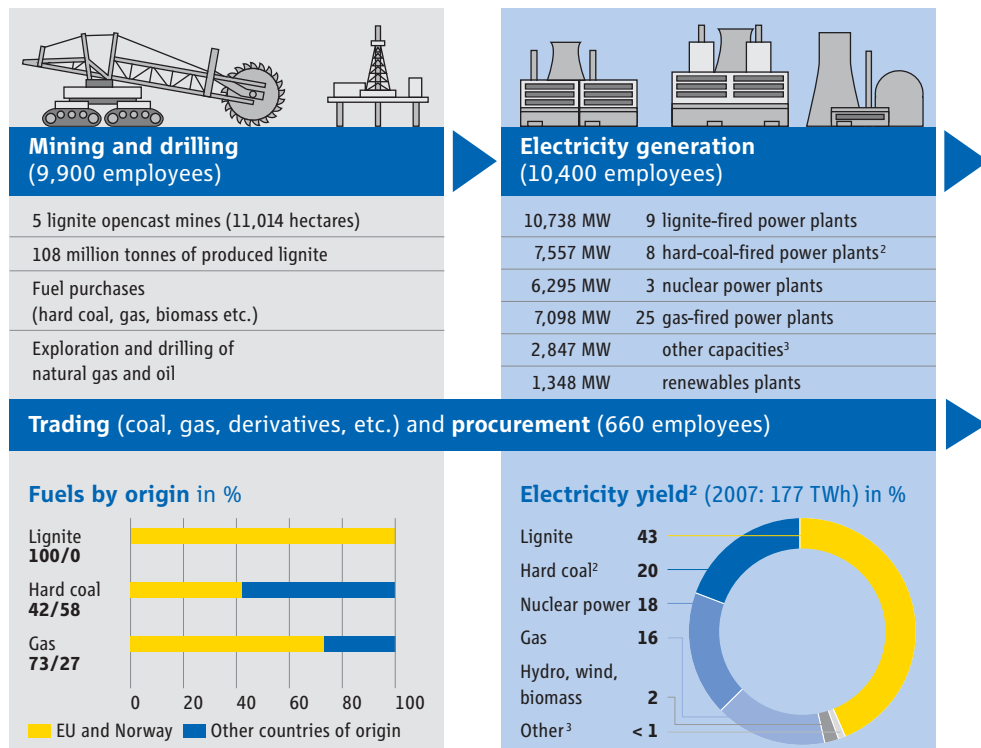 Mining and drilling
(9,900 employees)
5 lignite opencast mines (11,014 hectares)
108 million tonnes of produced lignite
Fuel purchases
(hard coal, gas, biomass etc.)
Exploration and drilling of
natural gas and oil
Electricity generation
(10,400 employees)
10,738 MW 9 lignite-fired power plants
7,557 MW 8 hard-coal-fired power plants²
6,295 MW 3 nuclear power plants
7,098 MW 25 gas-fired power plants
2,847 MW other capacities³
1,348 MW renewables plants
Trading (coal, gas, derivatives, etc.) and procurement (660 employees)
Fuels by origin in %
Lignite
100/0
Hard coal
42/58
Gas
73/27
0 20 40 60 80 100
EU and Norway Other countries of origin
Electricity yield² (2007: 177 TWh) in %
Lignite 43
Hard coal² 20
Nuclear power 18
Gas 16
Hydro, wind,
biomass 2
Other³ < 1